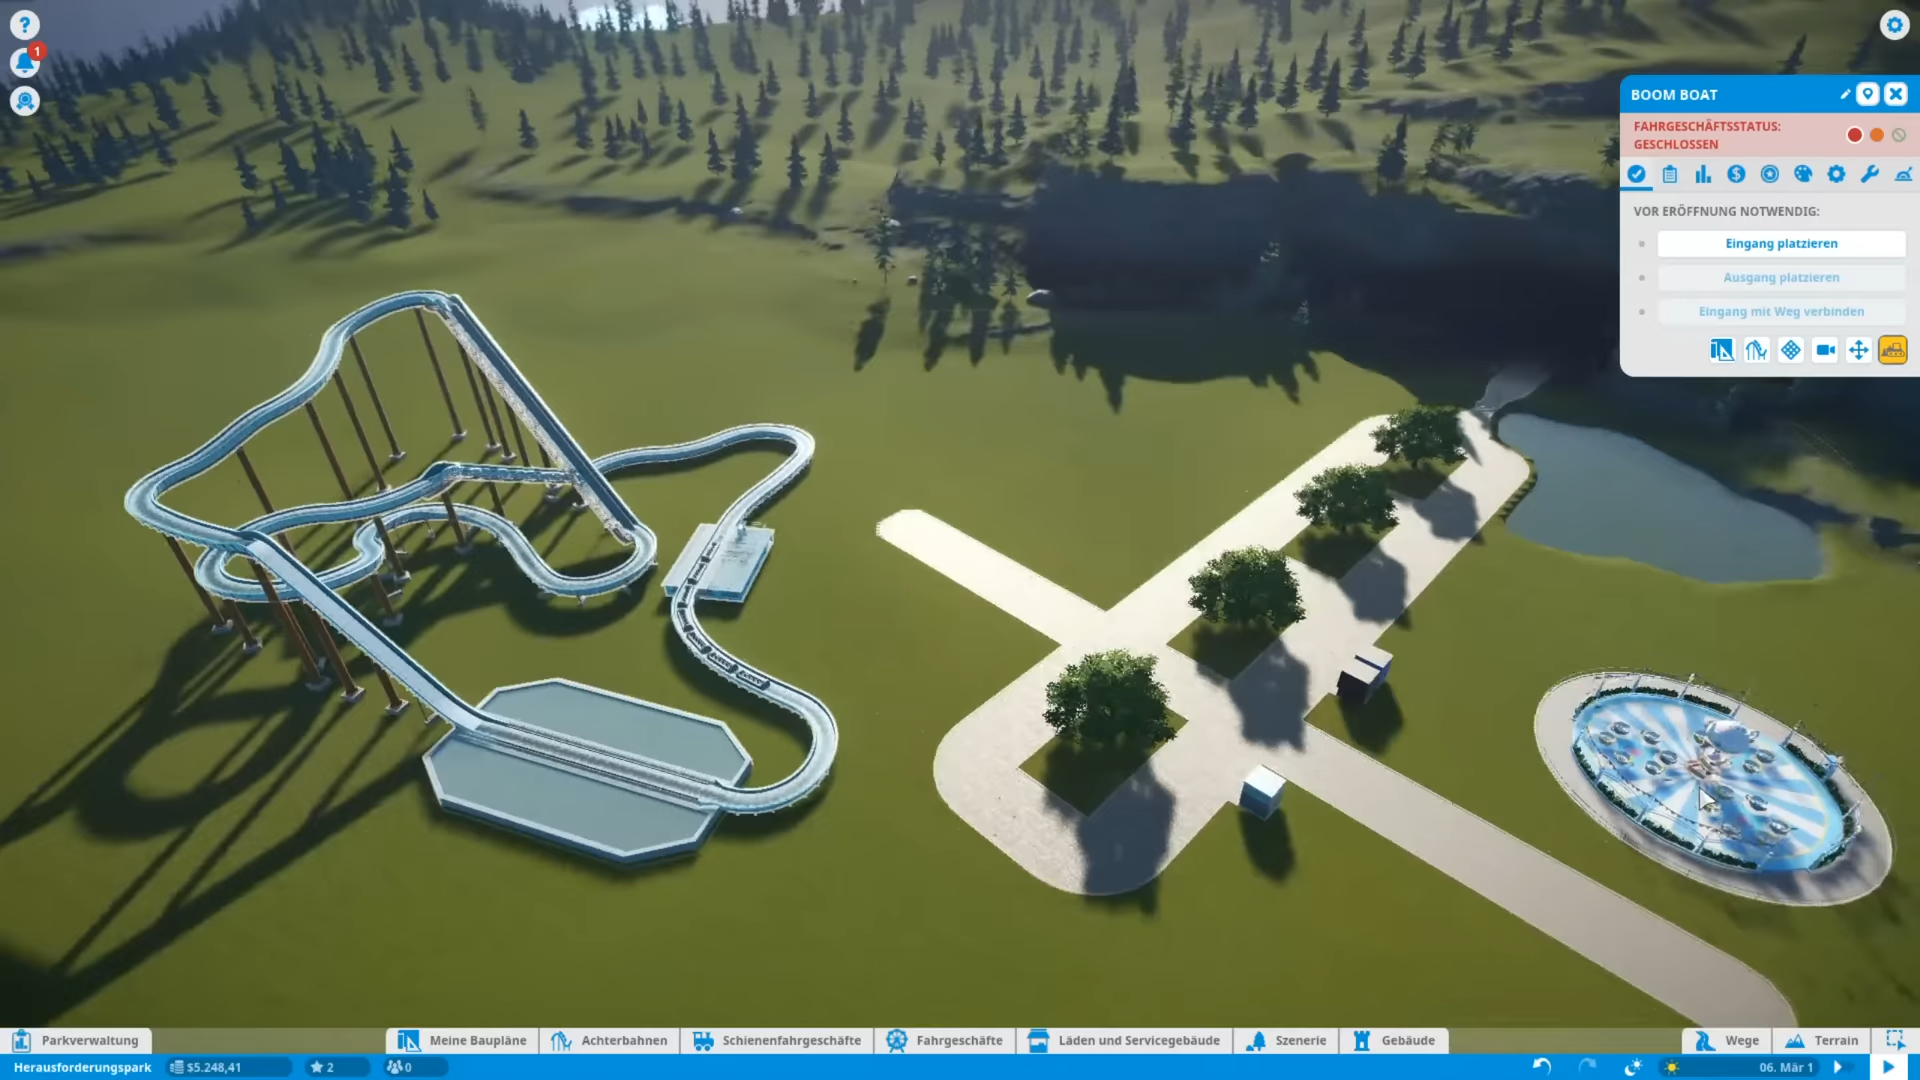 ?
1
BOOM BOAT
FAHRGESCHÄFTSSTATUS:
GESCHLOSSEN
VOR ERÖFFNUNG NOTWENDIG:
Eingang platzieren
Ausgang platzieren
Eingang mit Weg verbinden
Parkverwaltung
Meine Baupläne
Achterbahnen
Schienenfahrgeschäfte
Fahrgeschäfte
Läden und Servicegebäude
Szenerie
Gebäude
Wege
Terrain
Herausforderungspark
$5.248,41
2
0
06. Mär 1